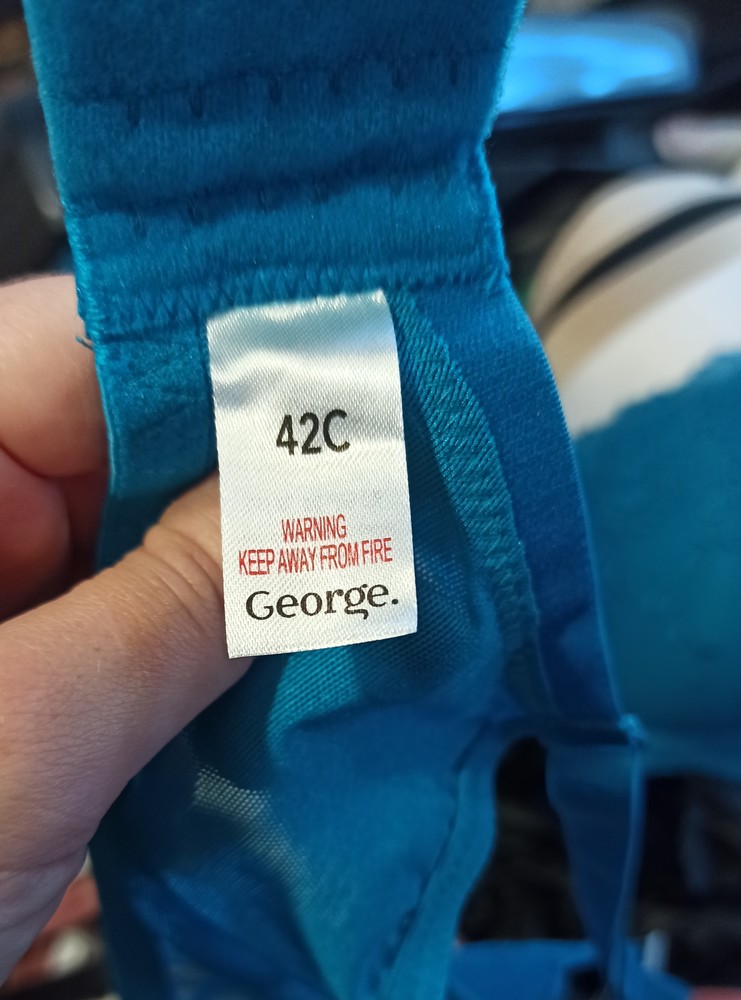 42C
WARNING
KEEP AWAY FROM FIRE
George.